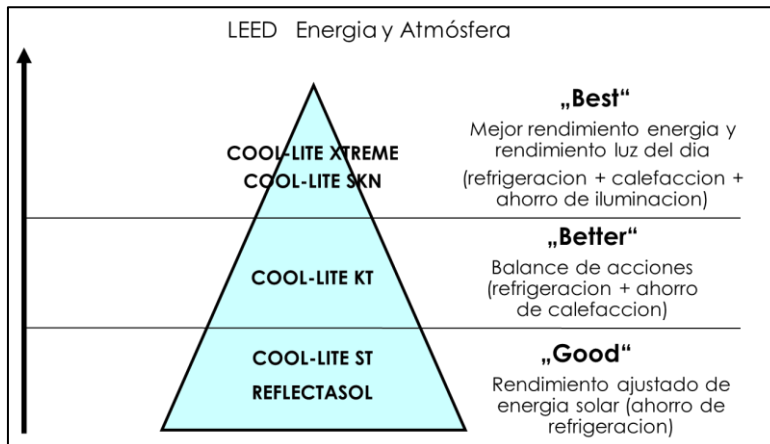 LEED Energia y Atmósfera
COOL-LITE XTREME
COOL-LITE SKN
„Best“
Mejor rendimiento energia y
rendimiento luz del dia
(refrigeracion + calefaccion +
ahorro de iluminacion)
COOL-LITE KT
„Better“
Balance de acciones
(refrigeracion + ahorro
de calefaccion)
COOL-LITE ST
REFLECTASOL
„Good“
Rendimiento ajustado de
energia solar (ahorro de
refrigeracion)